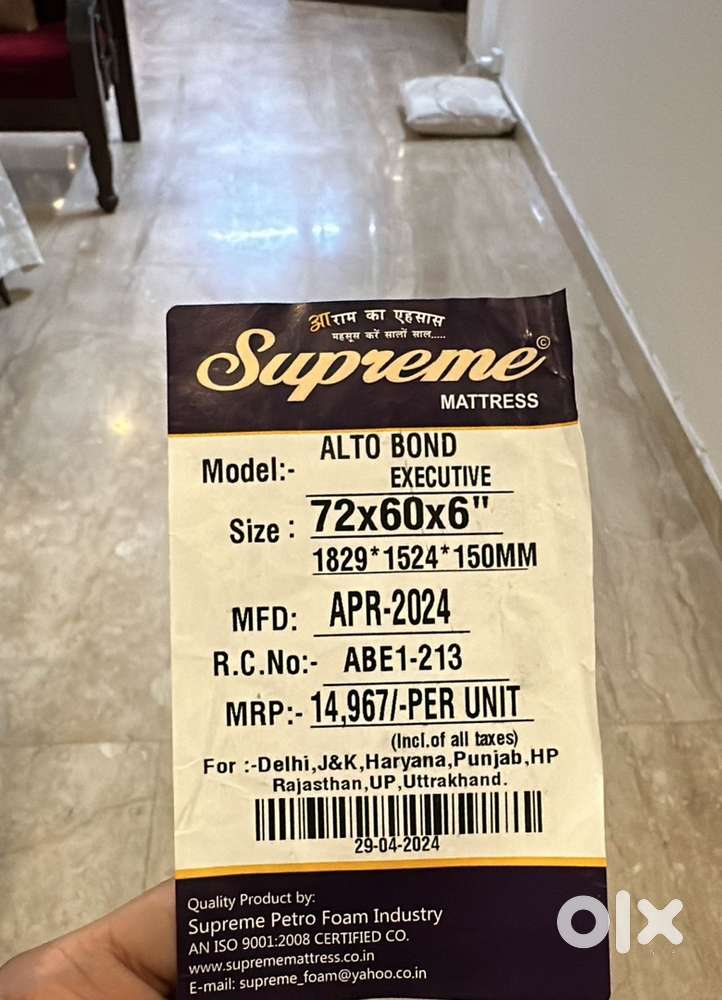 आराम का एहसास
महसूस करें सालों साल.....
Supreme ©
MATTRESS
Model:- ALTO BOND
EXECUTIVE
Size : 72x60x6"
1829*1524*150MM
MFD: APR-2024
R.C.No:- ABE1-213
MRP:- 14,967/-PER UNIT
(Incl.of all taxes)
For :-Delhi,J&K,Haryana,Punjab,HP
Rajasthan,UP,Uttrakhand.
29-04-2024
Quality Product by:
Supreme Petro Foam Industry
AN ISO 9001:2008 CERTIFIED CO.
www.suprememattress.co.in
E-mail: supreme_foam@yahoo.co.in
olx